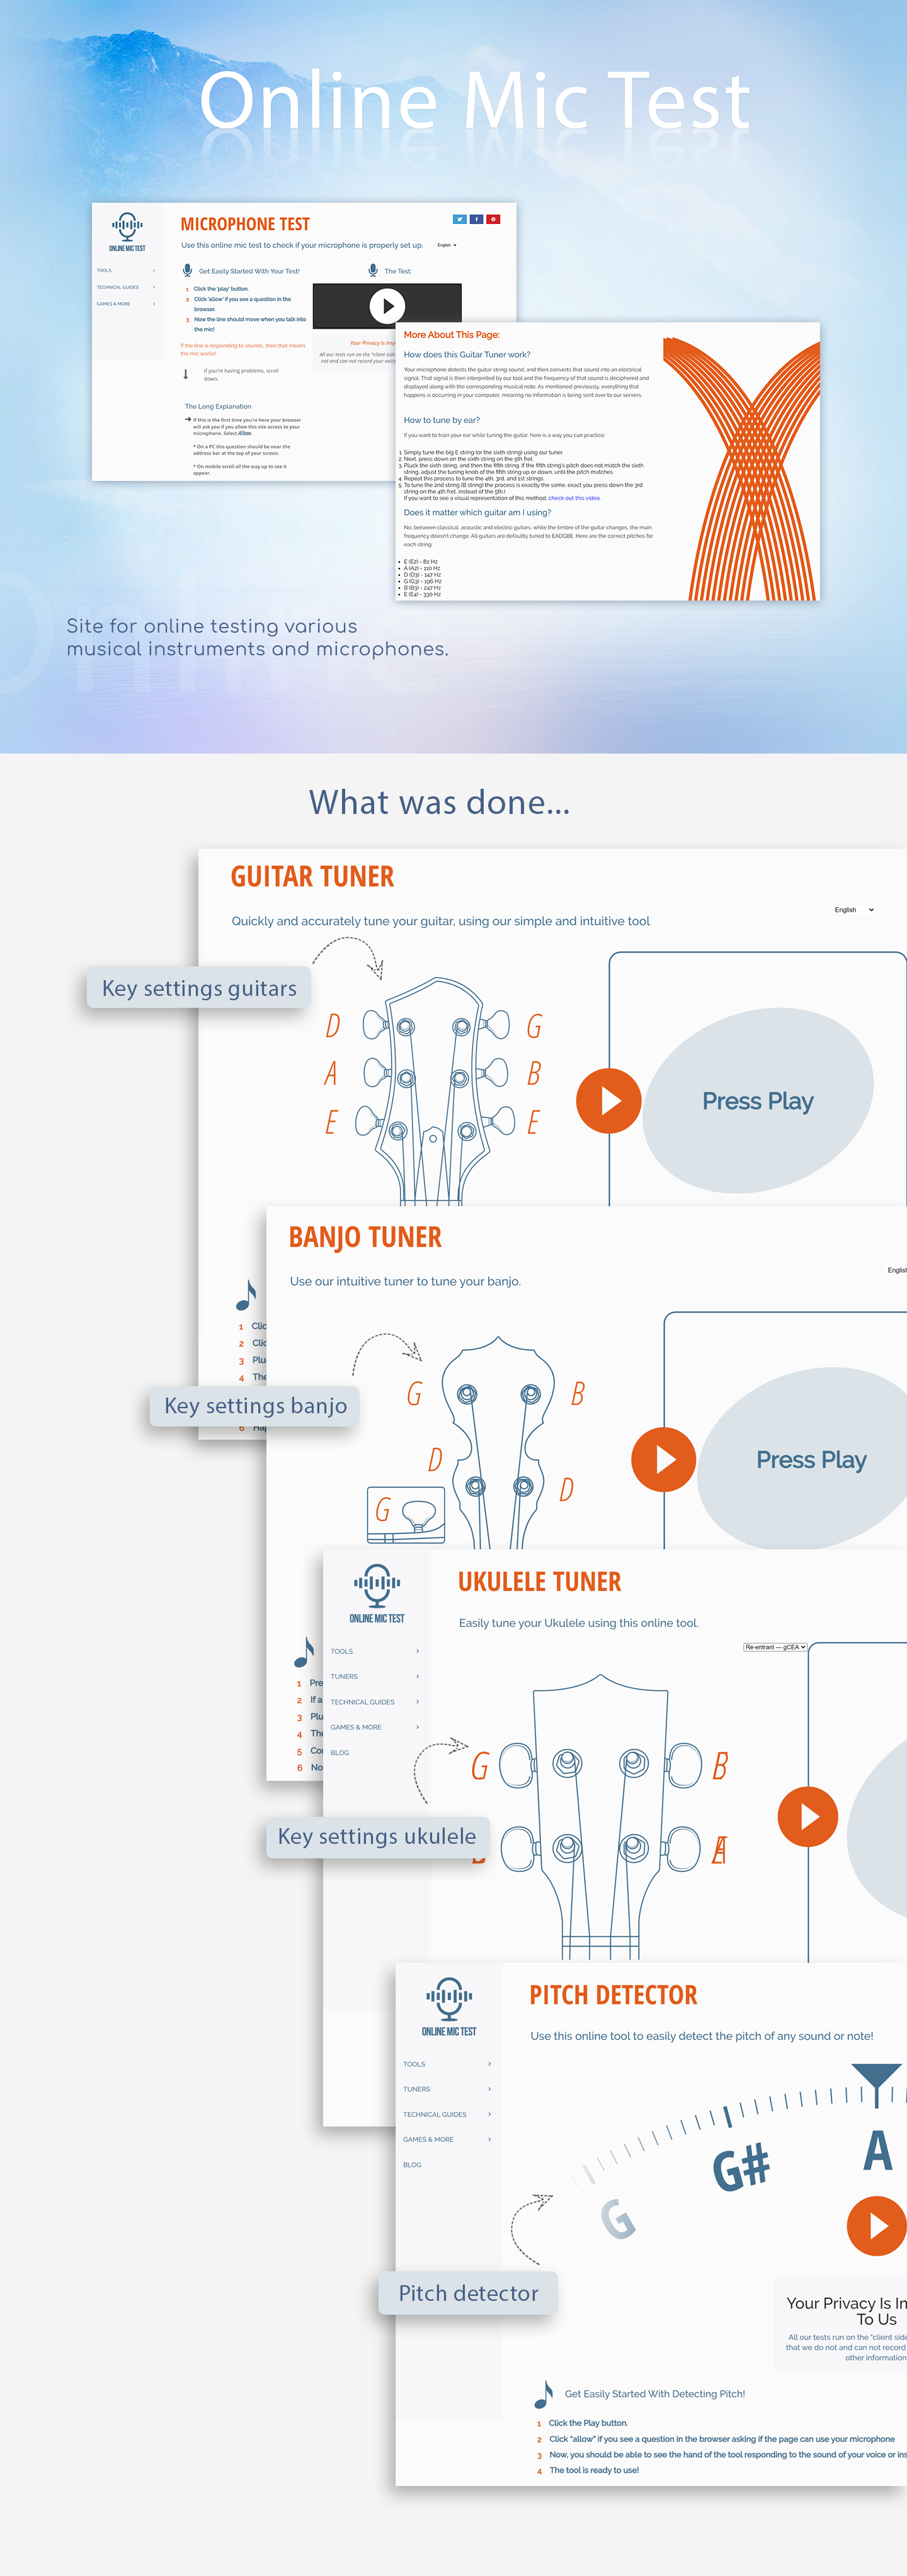 Online Mic Test
ONLINE MIC TEST
TOOLS
TECHNICAL GUIDES
GAMES & MORE
MICROPHONE TEST
Use this online mic test to check if your microphone is properly set up.
English
Get Easily Started With Your Test!
The Test:
1 Click the 'play' button.
2 Click 'allow' if you see a question in the
browser.
3 Now the line should move when you talk into
the mic!
If the line is responding to sounds, then that means
the mic works!
If you're having problems, scroll
down.
Your Privacy Is Imp
All our tests run on the "client side
not and can not record your voice
The Long Explanation
If this is the first time you're here your browser
will ask you if you allow this site access to your
microphone. Select Allow.
* On a PC this question should be near the
address bar at the top of your screen.
* On mobile scroll all the way up to see it
appear.
More About This Page:
How does this Guitar Tuner work?
Your microphone detects the guitar string sound, and then converts that sound into an electrical
signal. That signal is then interpreted by our tool and the frequency of that sound is deciphered and
displayed along with the corresponding musical note. As mentioned previously, everything that
happens is occurring in your computer, meaning no information is being sent over to our servers.
How to tune by ear?
If you want to train your ear while tuning the guitar, here is a way you can practice:
1. Simply tune the big E string (or the sixth string) using our tuner.
2. Next, press down on the sixth string on the 5th fret.
3. Pluck the sixth string, and then the fifth string. If the fifth string's pitch does not match the sixth
string, adjust the tuning knobs of the fifth string up or down, until the pitch matches.
4. Repeat this process to tune the 4th, 3rd, and 1st strings.
5. To tune the 2nd string (B string) the process is exactly the same, exact you press down the 3rd
string on the 4th fret, instead of the 5th.)
If you want to see a visual representation of this method, check out this video.
Does it matter which guitar am I using?
No, between classical, acoustic and electric guitars, while the timbre of the guitar changes, the main
frequency doesn't change. All guitars are defaultly tuned to EADGBE. Here are the correct pitches for
each string:
E (E2) - 82 Hz
A (A2) - 110 Hz
D (D3) - 147 Hz
G (G3) - 196 Hz
B (B3) - 247 Hz
E (E4) - 330 Hz
Online
Site for online testing various
musical instruments and microphones.
What was done...
GUITAR TUNER
English
Quickly and accurately tune your guitar, using our simple and intuitive tool
Key settings guitars
D G
A B
E E
Press Play
1 Clic
2 Clic
3 Plu
4 The
6 Hap
BANJO TUNER
English
Use our intuitive tuner to tune your banjo.
Key settings banjo
G B
D D
G
Press Play
1 Pre
2 If a
3 Plu
4 The
5 Con
6 No
ONLINE MIC TEST
TOOLS
TUNERS
TECHNICAL GUIDES
GAMES & MORE
BLOG
UKULELE TUNER
Easily tune your Ukulele using this online tool.
Re-entrant — gCEA
G B
Key settings ukulele
ONLINE MIC TEST
TOOLS
TUNERS
TECHNICAL GUIDES
GAMES & MORE
BLOG
PITCH DETECTOR
Use this online tool to easily detect the pitch of any sound or note!
G G# A
Pitch detector
Your Privacy Is Im
To Us
All our tests run on the "client side
that we do not and can not record
other information
Get Easily Started With Detecting Pitch!
1 Click the Play button.
2 Click "allow" if you see a question in the browser asking if the page can use your microphone
3 Now, you should be able to see the hand of the tool responding to the sound of your voice or ins
4 The tool is ready to use!